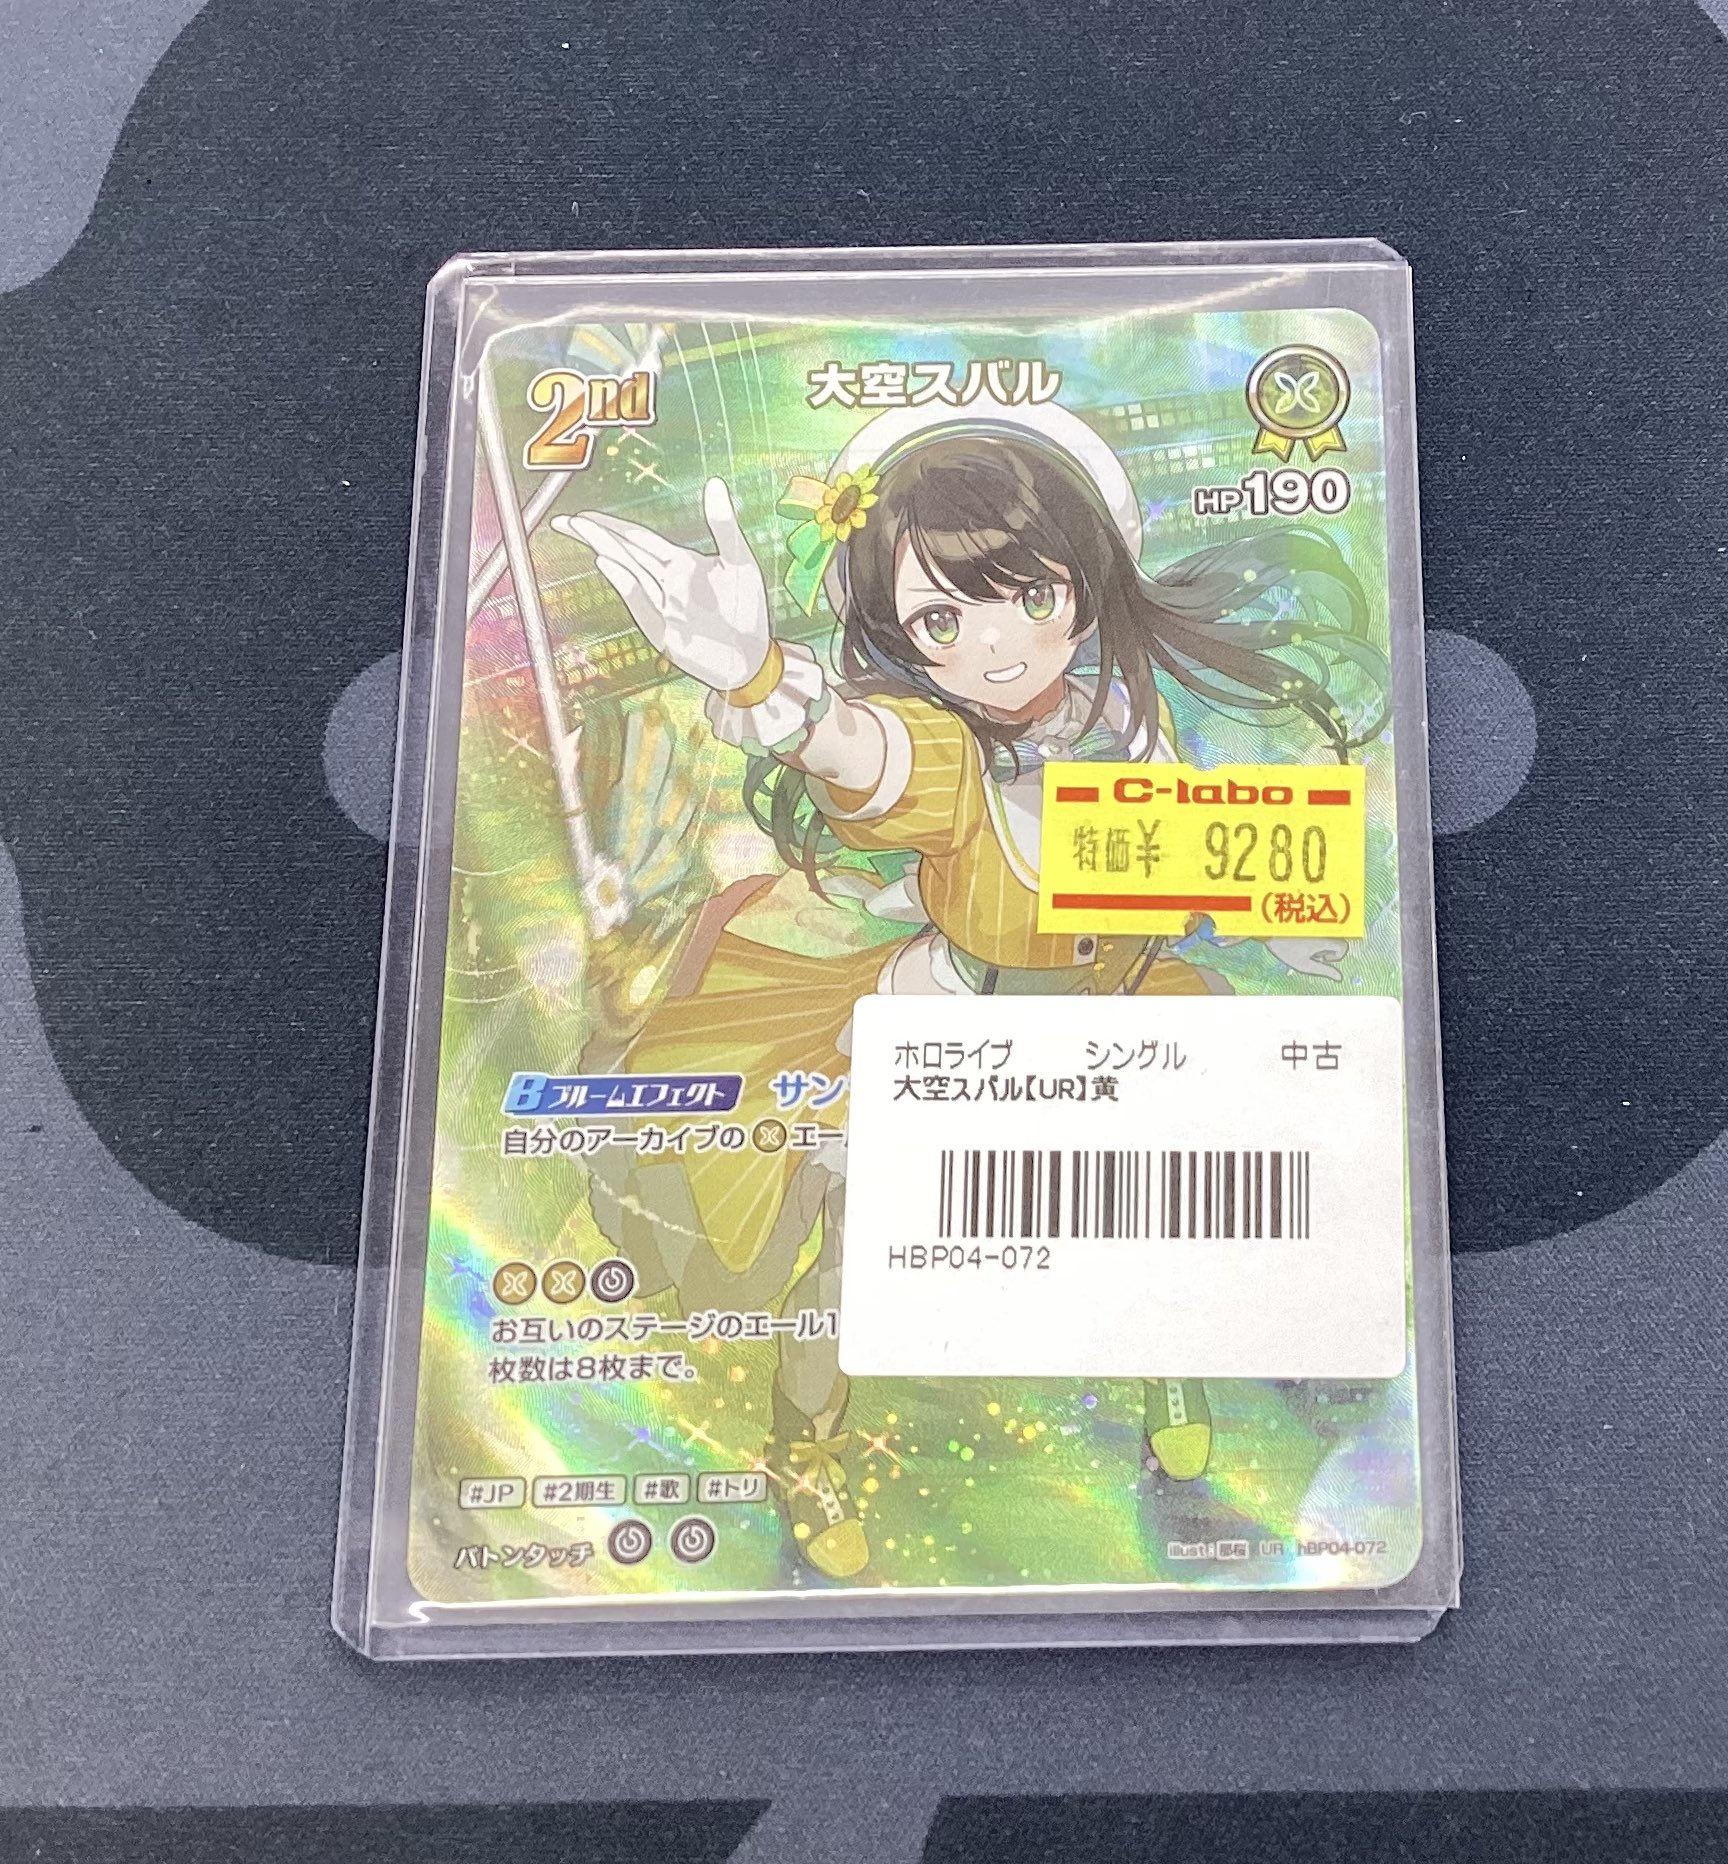 2nd
大空スバル
HP190
C-labo
特価¥ 9280
(税込)
ホロライブ シングル 中古
大空スバル【UR】黄
HBP04-072
Bブルームエフェクト サン
自分のアーカイブの エー
お互いのステージのエール1
枚数は8枚まで。
#JP #2期生 #歌 #トリ
バトンタッチ
illust: 那桜 UR hBP04-072